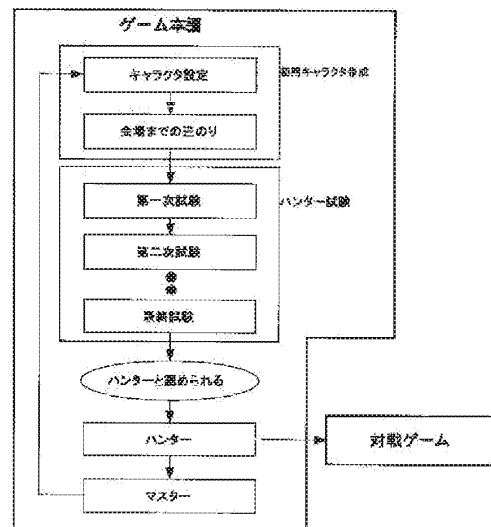 ゲーム本編
キャラクタ設定
訪問キャラクタ作成
会場までの道のり
第一次試験
ハンター試験
第二次試験
最終試験
ハンターと認められる
ハンター
対戦ゲーム
マスター